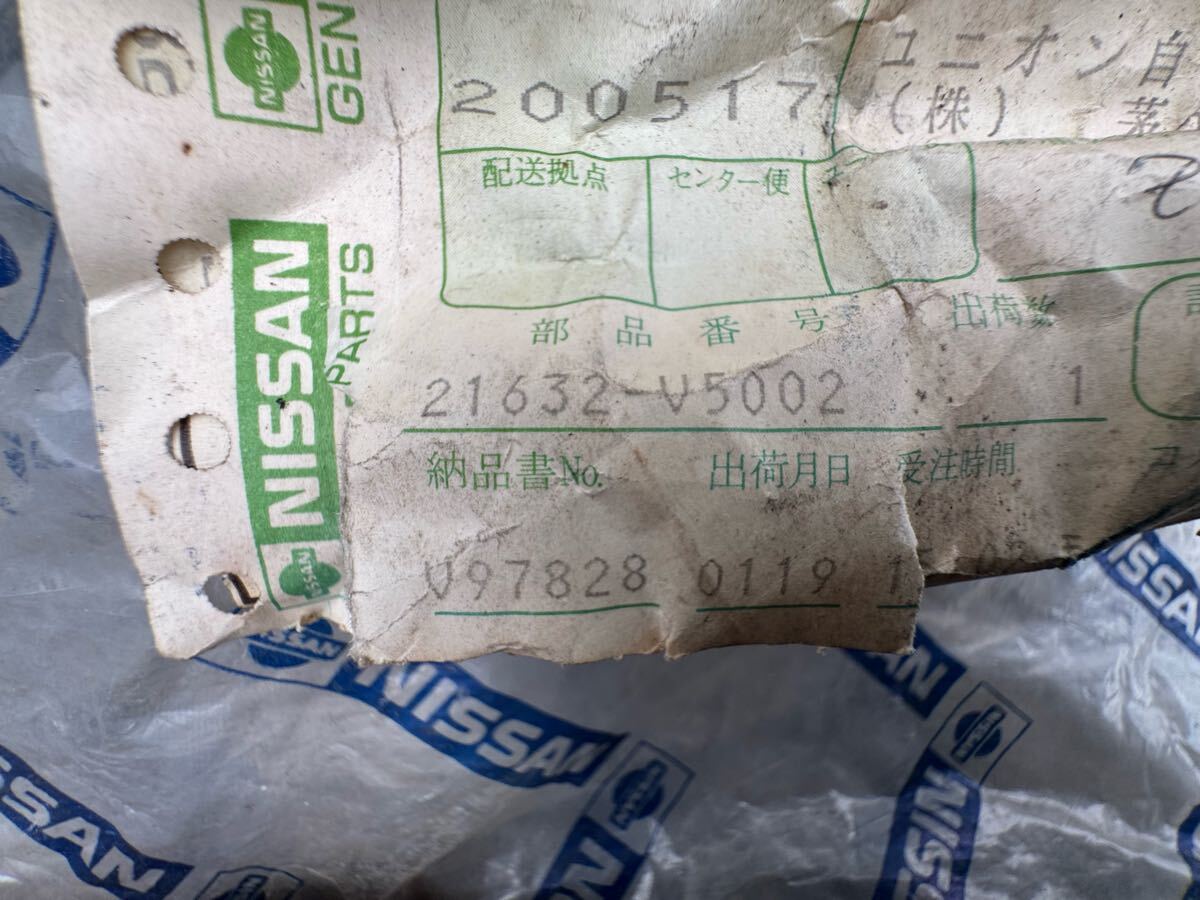 NISSAN
GEN
200517
ユニオン自
(株)
配送拠点
センター便
NISSAN
PARTS
部品番号
出荷数
21632-V5002
1
納品書No.
出荷月日
受注時間
V97828
0119
NISSAN
NISSAN
NISSAN
NISSAN